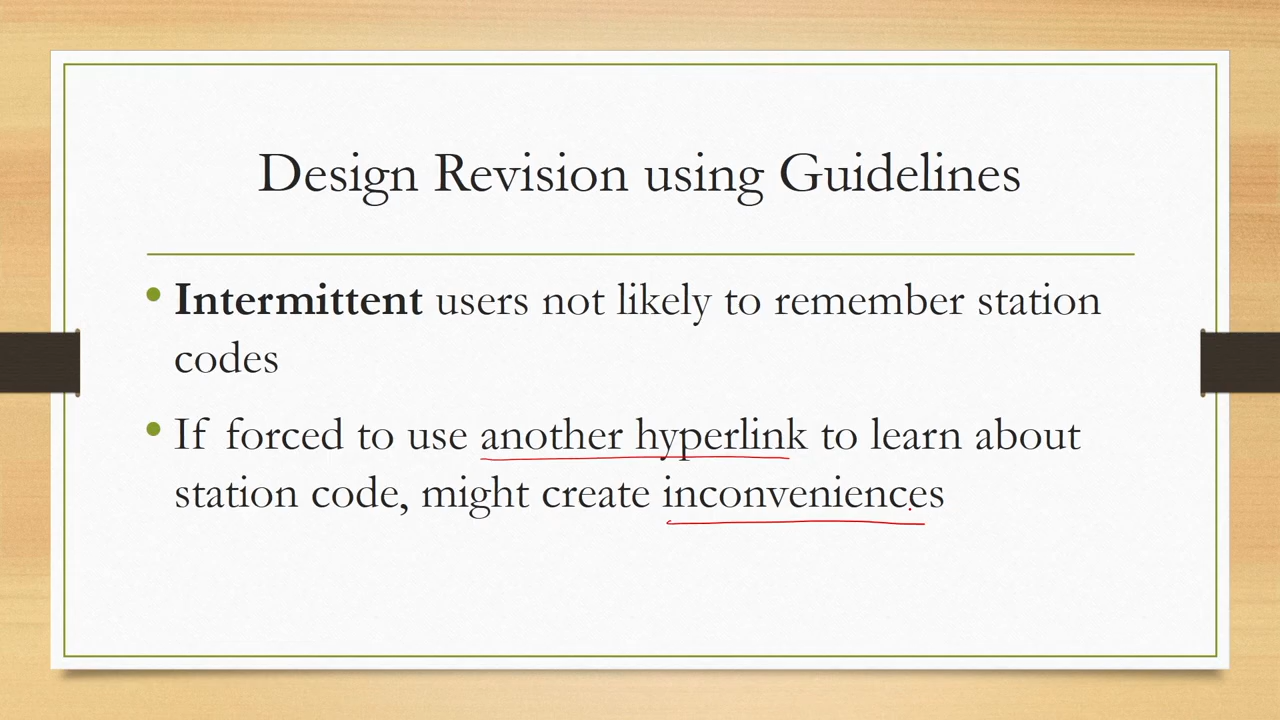 Design Revision using Guidelines
• Intermittent users not likely to remember station
codes
• If forced to use another hyperlink to learn about
station code, might create inconveniences